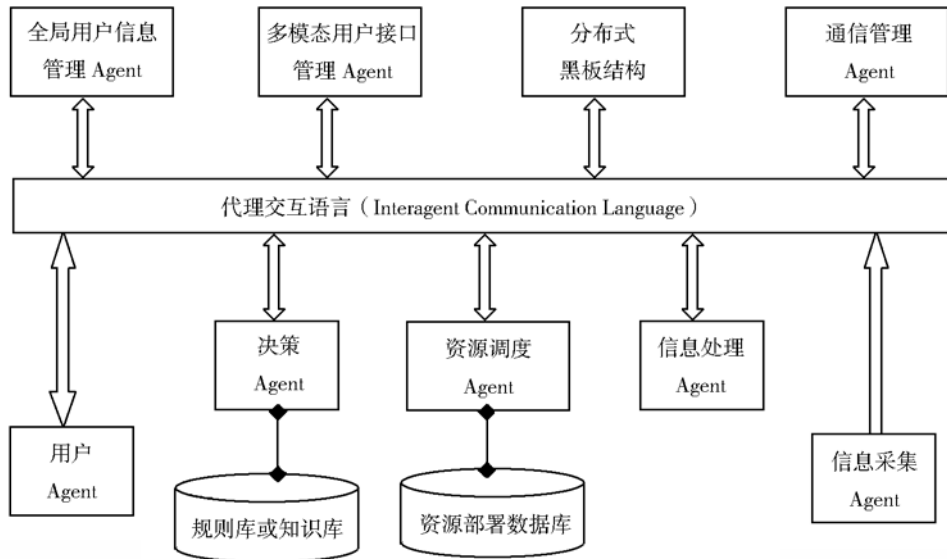 全局用户信息
管理 Agent
多模态用户接口
管理 Agent
分布式
黑板结构
通信管理
Agent
代理交互语言（Interagent Communication Language）
决策
Agent
资源调度
Agent
信息处理
Agent
用户
Agent
信息采集
Agent
规则库或知识库
资源部署数据库